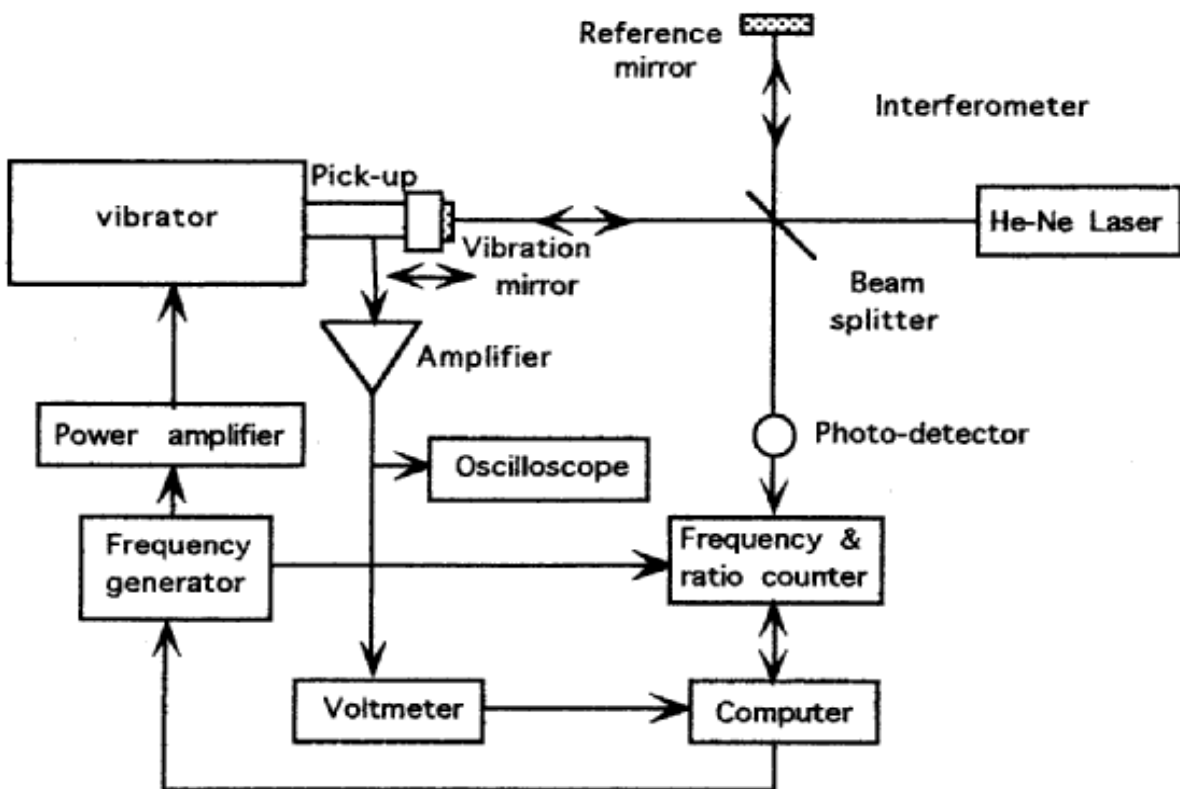 Reference
mirror
Interferometer
Pick-up
vibrator
He-Ne Laser
Vibration
mirror
Beam
splitter
Amplifier
Power amplifier
Photo-detector
Oscilloscope
Frequency
generator
Frequency &
ratio counter
Voltmeter
Computer